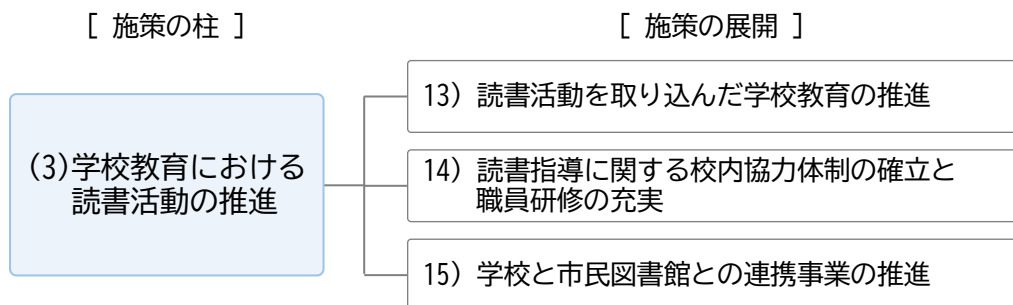 [ 施策の柱 ]
[ 施策の展開 ]
(3)学校教育における
読書活動の推進
13) 読書活動を取り込んだ学校教育の推進
14) 読書指導に関する校内協力体制の確立と
職員研修の充実
15) 学校と市民図書館との連携事業の推進